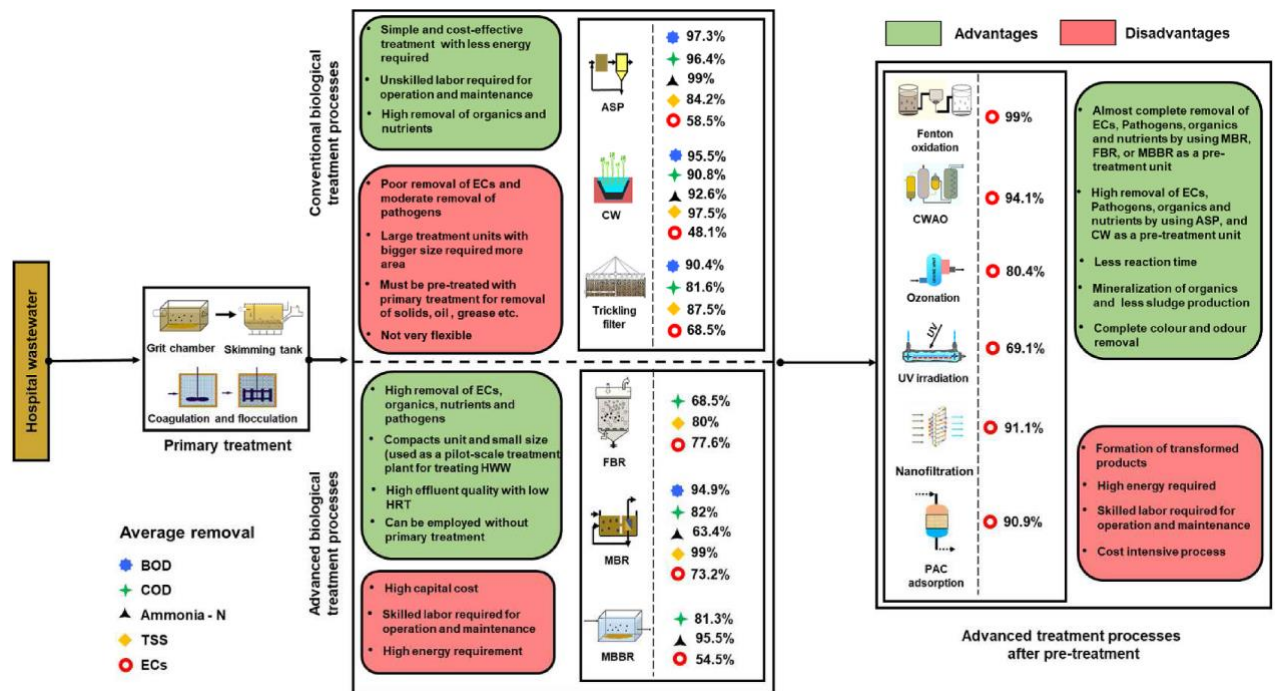 Hospital wastewater
Grit chamber
Skimming tank
Coagulation and flocculation
Primary treatment
Average removal
BOD
COD
Ammonia - N
TSS
ECs
Conventional biological
treatment processes
• Simple and cost-effective
treatment with less energy
required
• Unskilled labor required for
operation and maintenance
• High removal of organics and
nutrients
• Poor removal of ECs and
moderate removal of
pathogens
• Large treatment units with
bigger size required more
area
• Must be pre-treated with
primary treatment for removal
of solids, oil , grease etc.
• Not very flexible
ASP
97.3%
96.4%
99%
84.2%
58.5%
CW
95.5%
90.8%
92.6%
97.5%
48.1%
Trickling
filter
90.4%
81.6%
87.5%
68.5%
Advanced biological
treatment processes
• High removal of ECs,
organics, nutrients and
pathogens
• Compacts unit and small size
(used as a pilot-scale treatment
plant for treating HWW
• High effluent quality with low
HRT
• Can be employed without
primary treatment
• High capital cost
• Skilled labor required for
operation and maintenance
• High energy requirement
FBR
68.5%
80%
77.6%
MBR
94.9%
82%
63.4%
99%
73.2%
MBBR
81.3%
95.5%
54.5%
Advantages
Disadvantages
Fenton
oxidation
99%
CWAO
94.1%
Ozonation
80.4%
UV
UV irradiation
69.1%
Nanofiltration
91.1%
PAC
adsorption
90.9%
• Almost complete removal of
ECs, Pathogens, organics
and nutrients by using MBR,
FBR, or MBBR as a pre-
treatment unit
• High removal of ECs,
Pathogens, organics and
nutrients by using ASP, and
CW as a pre-treatment unit
• Less reaction time
• Mineralization of organics
and less sludge production
• Complete colour and odour
removal
• Formation of transformed
products
• High energy required
• Skilled labor required for
operation and maintenance
• Cost intensive process
Advanced treatment processes
after pre-treatment